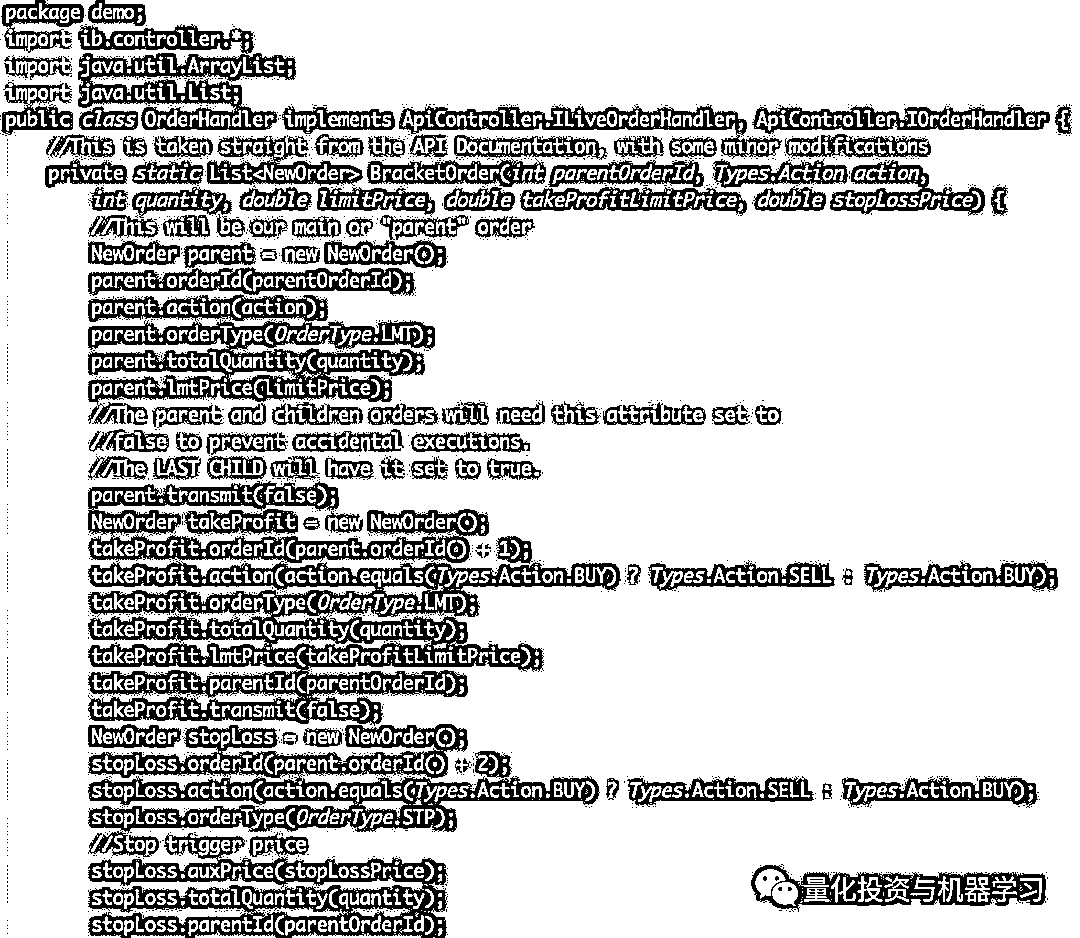 package demo;
import ib.controller.*;
import java.util.ArrayList;
import java.util.List;
public class OrderHandler implements ApiController.ILiveOrderHandler, ApiController.IOrderHandler {
    //This is taken straight from the API Documentation, with some minor modifications
    private static List<NewOrder> BracketOrder(int parentOrderId, Types.Action action,
        int quantity, double limitPrice, double takeProfitLimitPrice, double stopLossPrice) {
        //This will be our main or "parent" order
        NewOrder parent = new NewOrder();
        parent.orderId(parentOrderId);
        parent.action(action);
        parent.orderType(OrderType.LMT);
        parent.totalQuantity(quantity);
        parent.lmtPrice(limitPrice);
        //The parent and children orders will need this attribute set to
        //false to prevent accidental executions.
        //The LAST CHILD will have it set to true.
        parent.transmit(false);
        NewOrder takeProfit = new NewOrder();
        takeProfit.orderId(parent.orderId() + 1);
        takeProfit.action(action.equals(Types.Action.BUY) ? Types.Action.SELL : Types.Action.BUY);
        takeProfit.orderType(OrderType.LMT);
        takeProfit.totalQuantity(quantity);
        takeProfit.lmtPrice(takeProfitLimitPrice);
        takeProfit.parentId(parentOrderId);
        takeProfit.transmit(false);
        NewOrder stopLoss = new NewOrder();
        stopLoss.orderId(parent.orderId() + 2);
        stopLoss.action(action.equals(Types.Action.BUY) ? Types.Action.SELL : Types.Action.BUY);
        stopLoss.orderType(OrderType.STP);
        //Stop trigger price
        stopLoss.auxPrice(stopLossPrice);
        stopLoss.totalQuantity(quantity);
        stopLoss.parentId(parentOrderId);
量化投资与机器学习